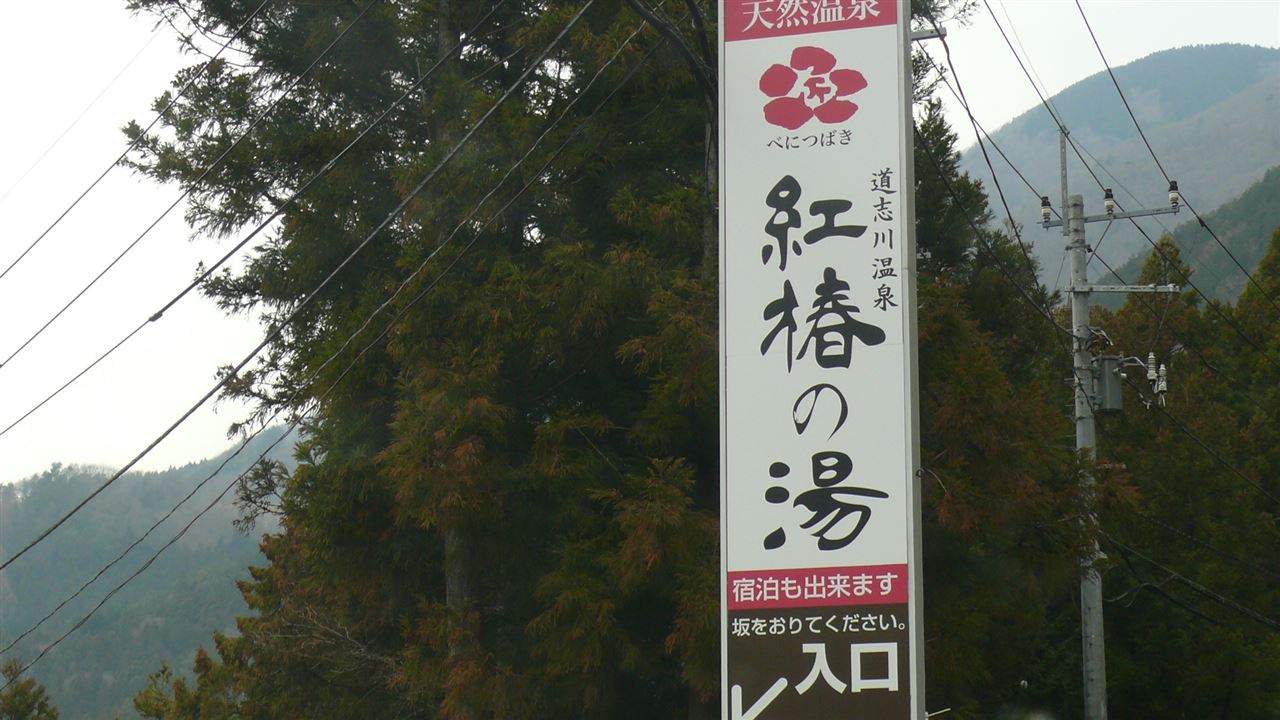 天然温泉
べにつばき
道志川温泉
紅椿の湯
宿泊も出来ます
坂をおりてください。
入口